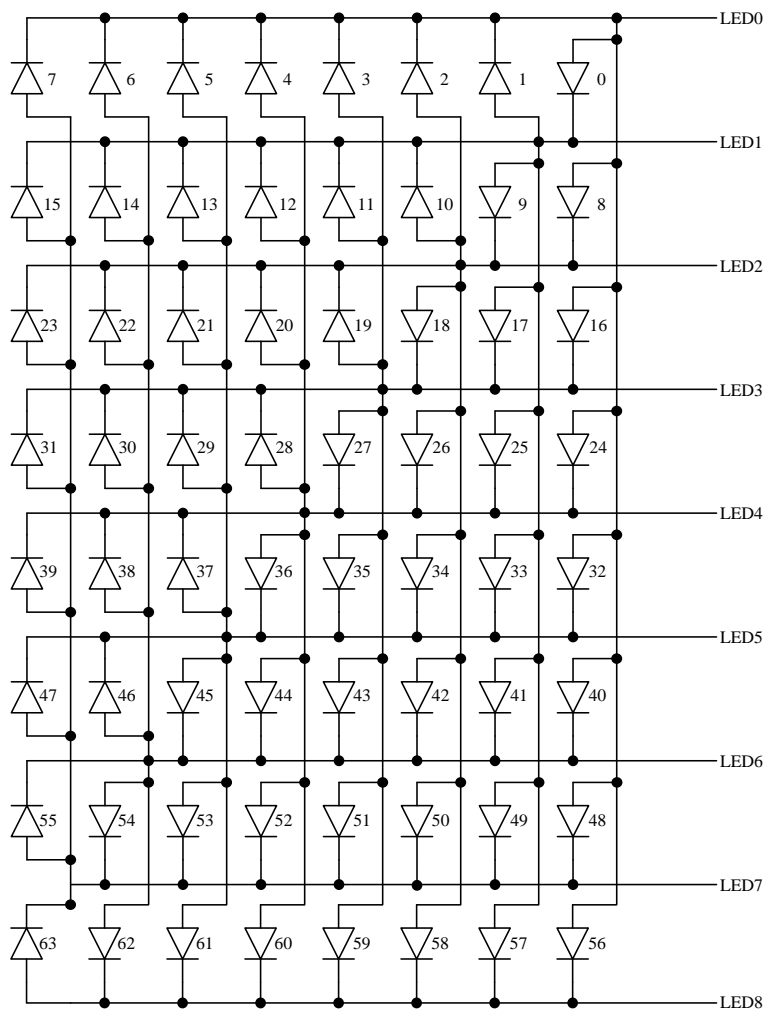 LED0
7 6 5 4 3 2 1 0
LED1
15 14 13 12 11 10 9 8
LED2
23 22 21 20 19 18 17 16
LED3
31 30 29 28 27 26 25 24
LED4
39 38 37 36 35 34 33 32
LED5
47 46 45 44 43 42 41 40
LED6
55 54 53 52 51 50 49 48
LED7
63 62 61 60 59 58 57 56
LED8